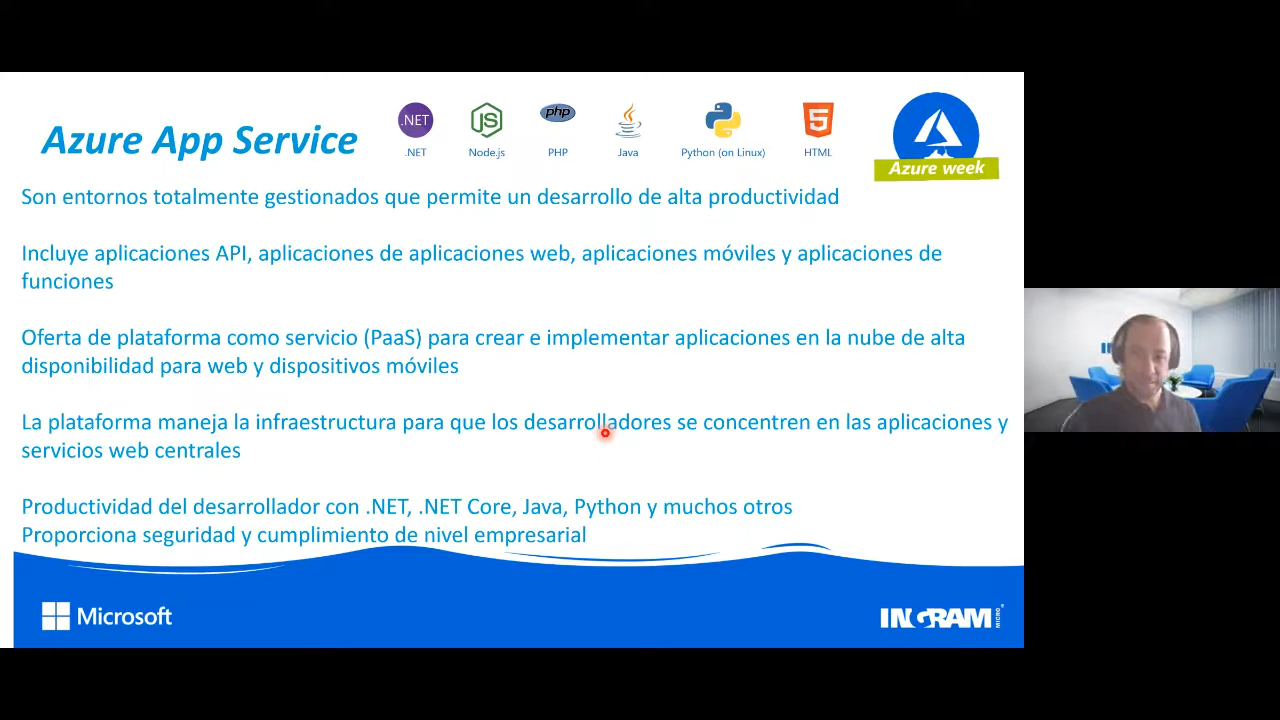 Azure App Service
.NET
.NET
JS
Node.js
php
PHP
Java
Python (on Linux)
5
HTML
Azure week
Son entornos totalmente gestionados que permite un desarrollo de alta productividad
Incluye aplicaciones API, aplicaciones de aplicaciones web, aplicaciones móviles y aplicaciones de
funciones
Oferta de plataforma como servicio (PaaS) para crear e implementar aplicaciones en la nube de alta
disponibilidad para web y dispositivos móviles
La plataforma maneja la infraestructura para que los desarrolladores se concentren en las aplicaciones y
servicios web centrales
Productividad del desarrollador con .NET, .NET Core, Java, Python y muchos otros
Proporciona seguridad y cumplimiento de nivel empresarial
Microsoft
INGRAM MICRO